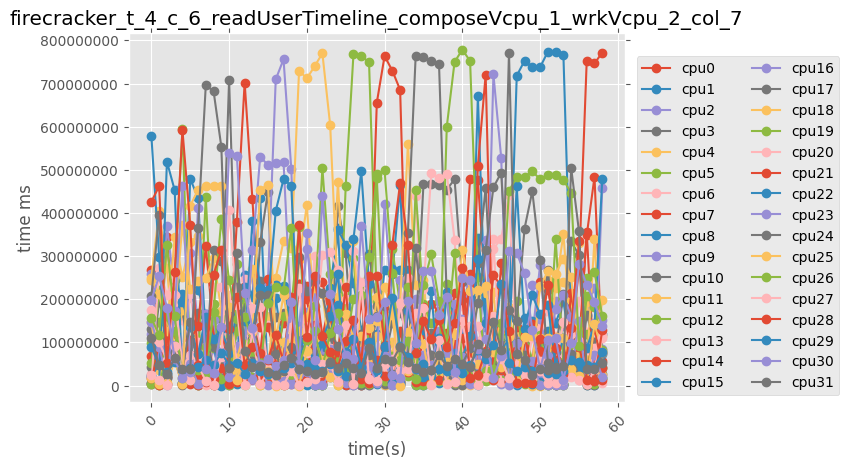 firecracker_t_4_c_6_readUserTimeline_composeVcpu_1_wrkVcpu_2_col_7
800000000
700000000
600000000
500000000
400000000
300000000
200000000
100000000
0
time ms
0 10 20 30 40 50 60
time(s)
cpu0 cpu16
cpu1 cpu17
cpu2 cpu18
cpu3 cpu19
cpu4 cpu20
cpu5 cpu21
cpu6 cpu22
cpu7 cpu23
cpu8 cpu24
cpu9 cpu25
cpu10 cpu26
cpu11 cpu27
cpu12 cpu28
cpu13 cpu29
cpu14 cpu30
cpu15 cpu31